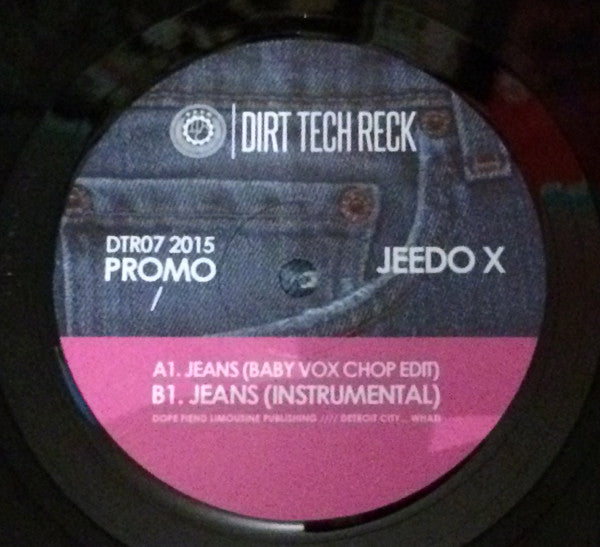 DIRT TECH RECK
DTR07 2015
PROMO
/
JEEDO X
A1. JEANS (BABY VOX CHOP EDIT)
B1. JEANS (INSTRUMENTAL)
DOPE FIEND LIMOUSINE PUBLISHING //// DETROIT CITY...